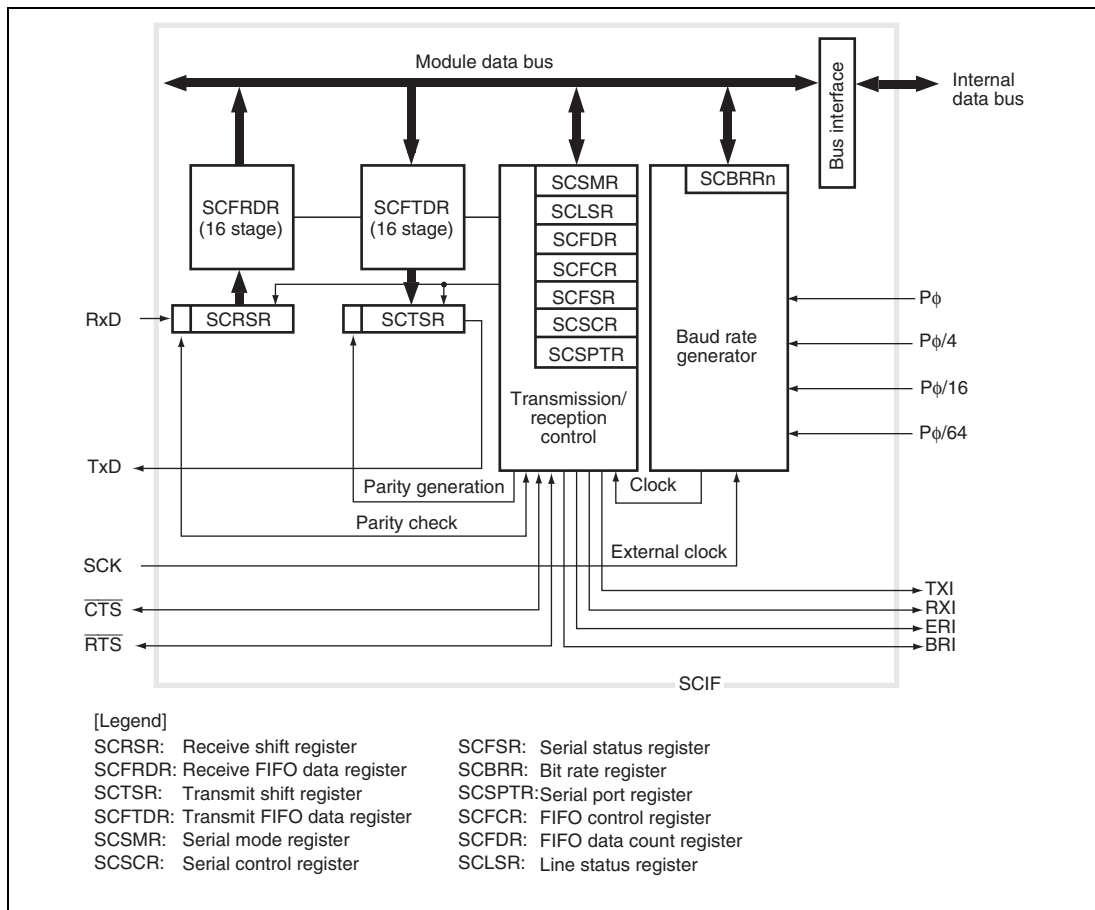 Module data bus
Bus interface
Internal
data bus
SCFRDR
(16 stage)
SCFTDR
(16 stage)
SCSMR
SCLSR
SCFDR
SCFCR
SCFSR
SCSCR
SCSPTR
Transmission/
reception
control
SCBRRn
Baud rate
generator
RxD
SCRSR
SCTSR
Pϕ
Pϕ/4
Pϕ/16
Pϕ/64
TxD
Parity generation
Clock
Parity check
SCK
External clock
CTS
RTS
TXI
RXI
ERI
BRI
SCIF
[Legend]
SCRSR: Receive shift register
SCFRDR: Receive FIFO data register
SCTSR: Transmit shift register
SCFTDR: Transmit FIFO data register
SCSMR: Serial mode register
SCSCR: Serial control register
SCFSR: Serial status register
SCBRR: Bit rate register
SCSPTR:Serial port register
SCFCR: FIFO control register
SCFDR: FIFO data count register
SCLSR: Line status register